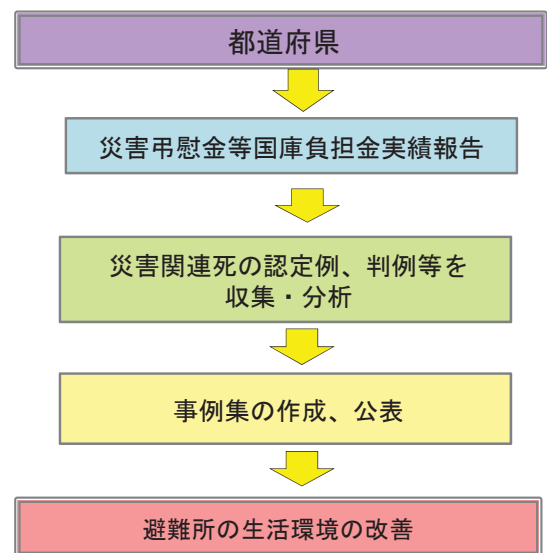 都道府県
災害弔慰金等国庫負担金実績報告
災害関連死の認定例、判例等を
収集・分析
事例集の作成、公表
避難所の生活環境の改善